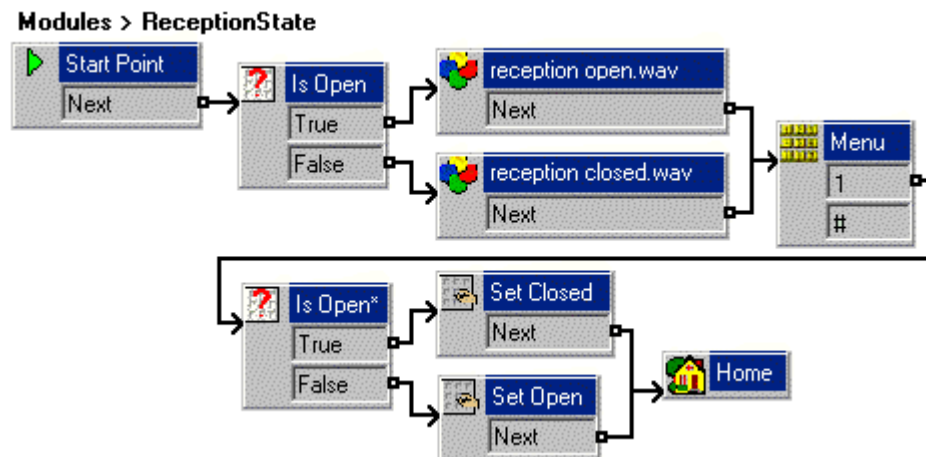 Modules > ReceptionState
Start Point
Next
Is Open
True
False
reception open.wav
Next
reception closed.wav
Next
Menu
1
#
Is Open*
True
False
Set Closed
Next
Set Open
Next
Home